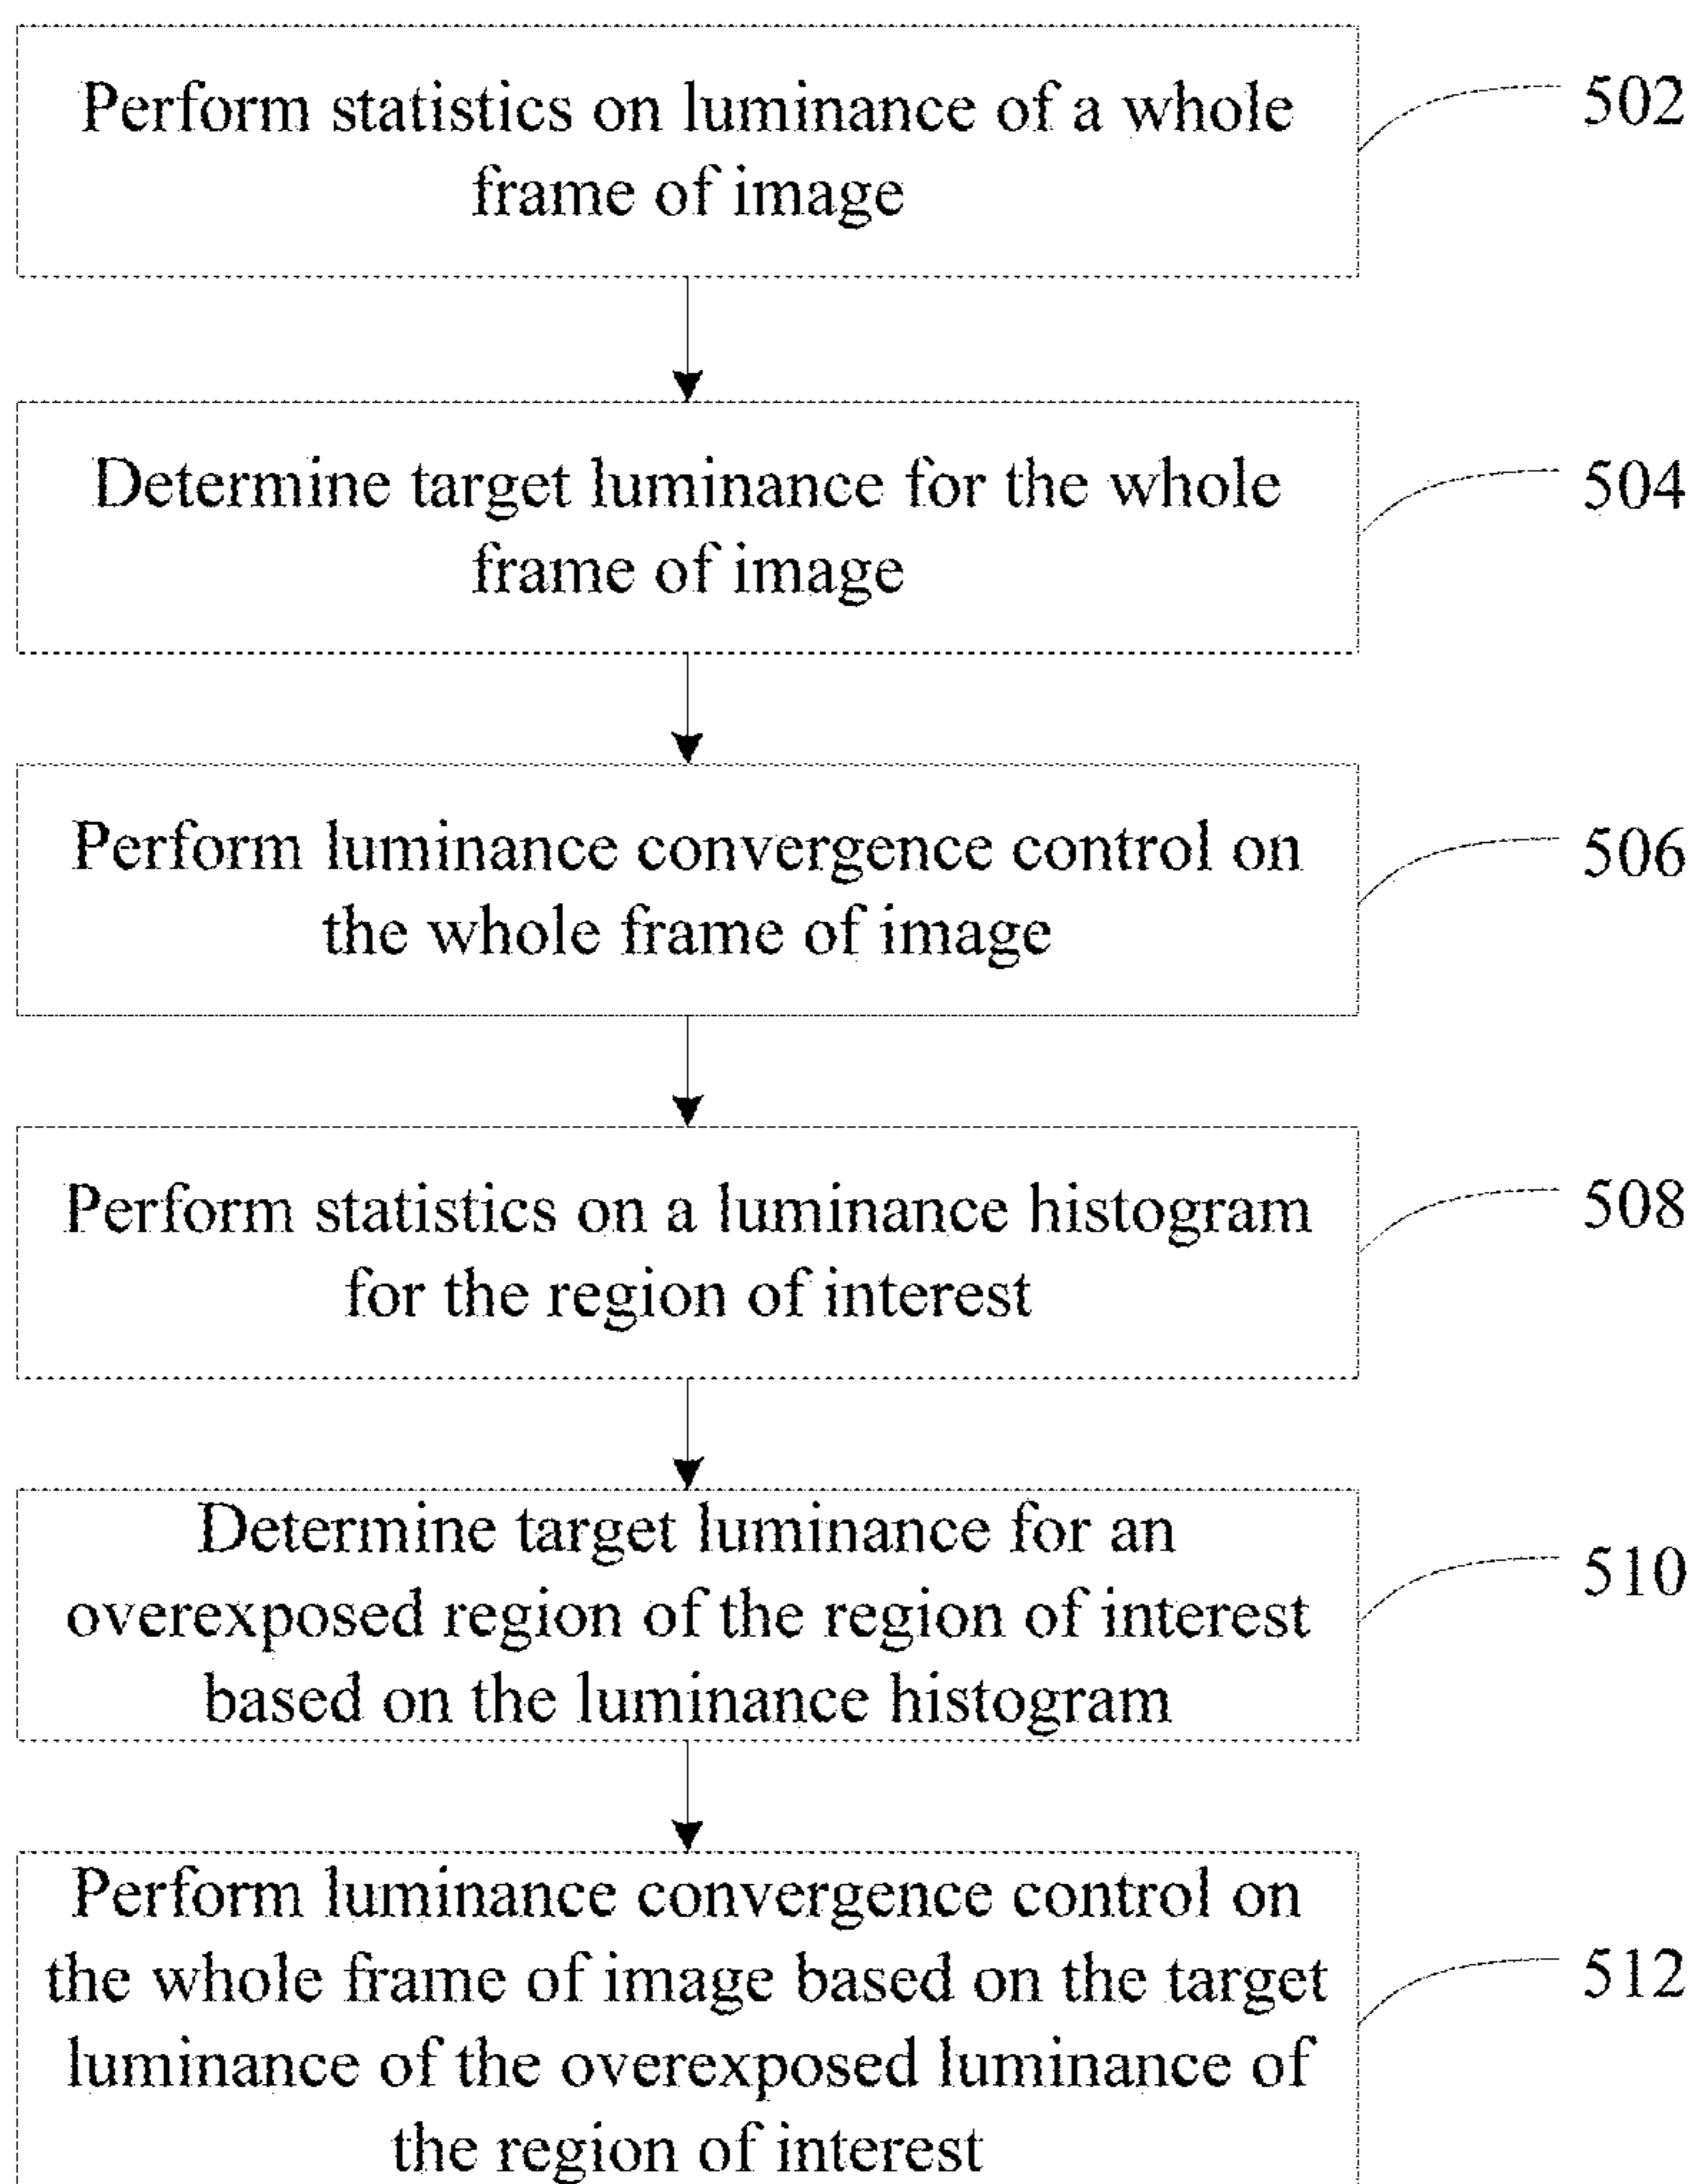 Perform statistics on luminance of a whole
frame of image
502
Determine target luminance for the whole
frame of image
504
Perform luminance convergence control on
the whole frame of image
506
Perform statistics on a luminance histogram
for the region of interest
508
Determine target luminance for an
overexposed region of the region of interest
based on the luminance histogram
510
Perform luminance convergence control on
the whole frame of image based on the target
luminance of the overexposed luminance of
the region of interest
512